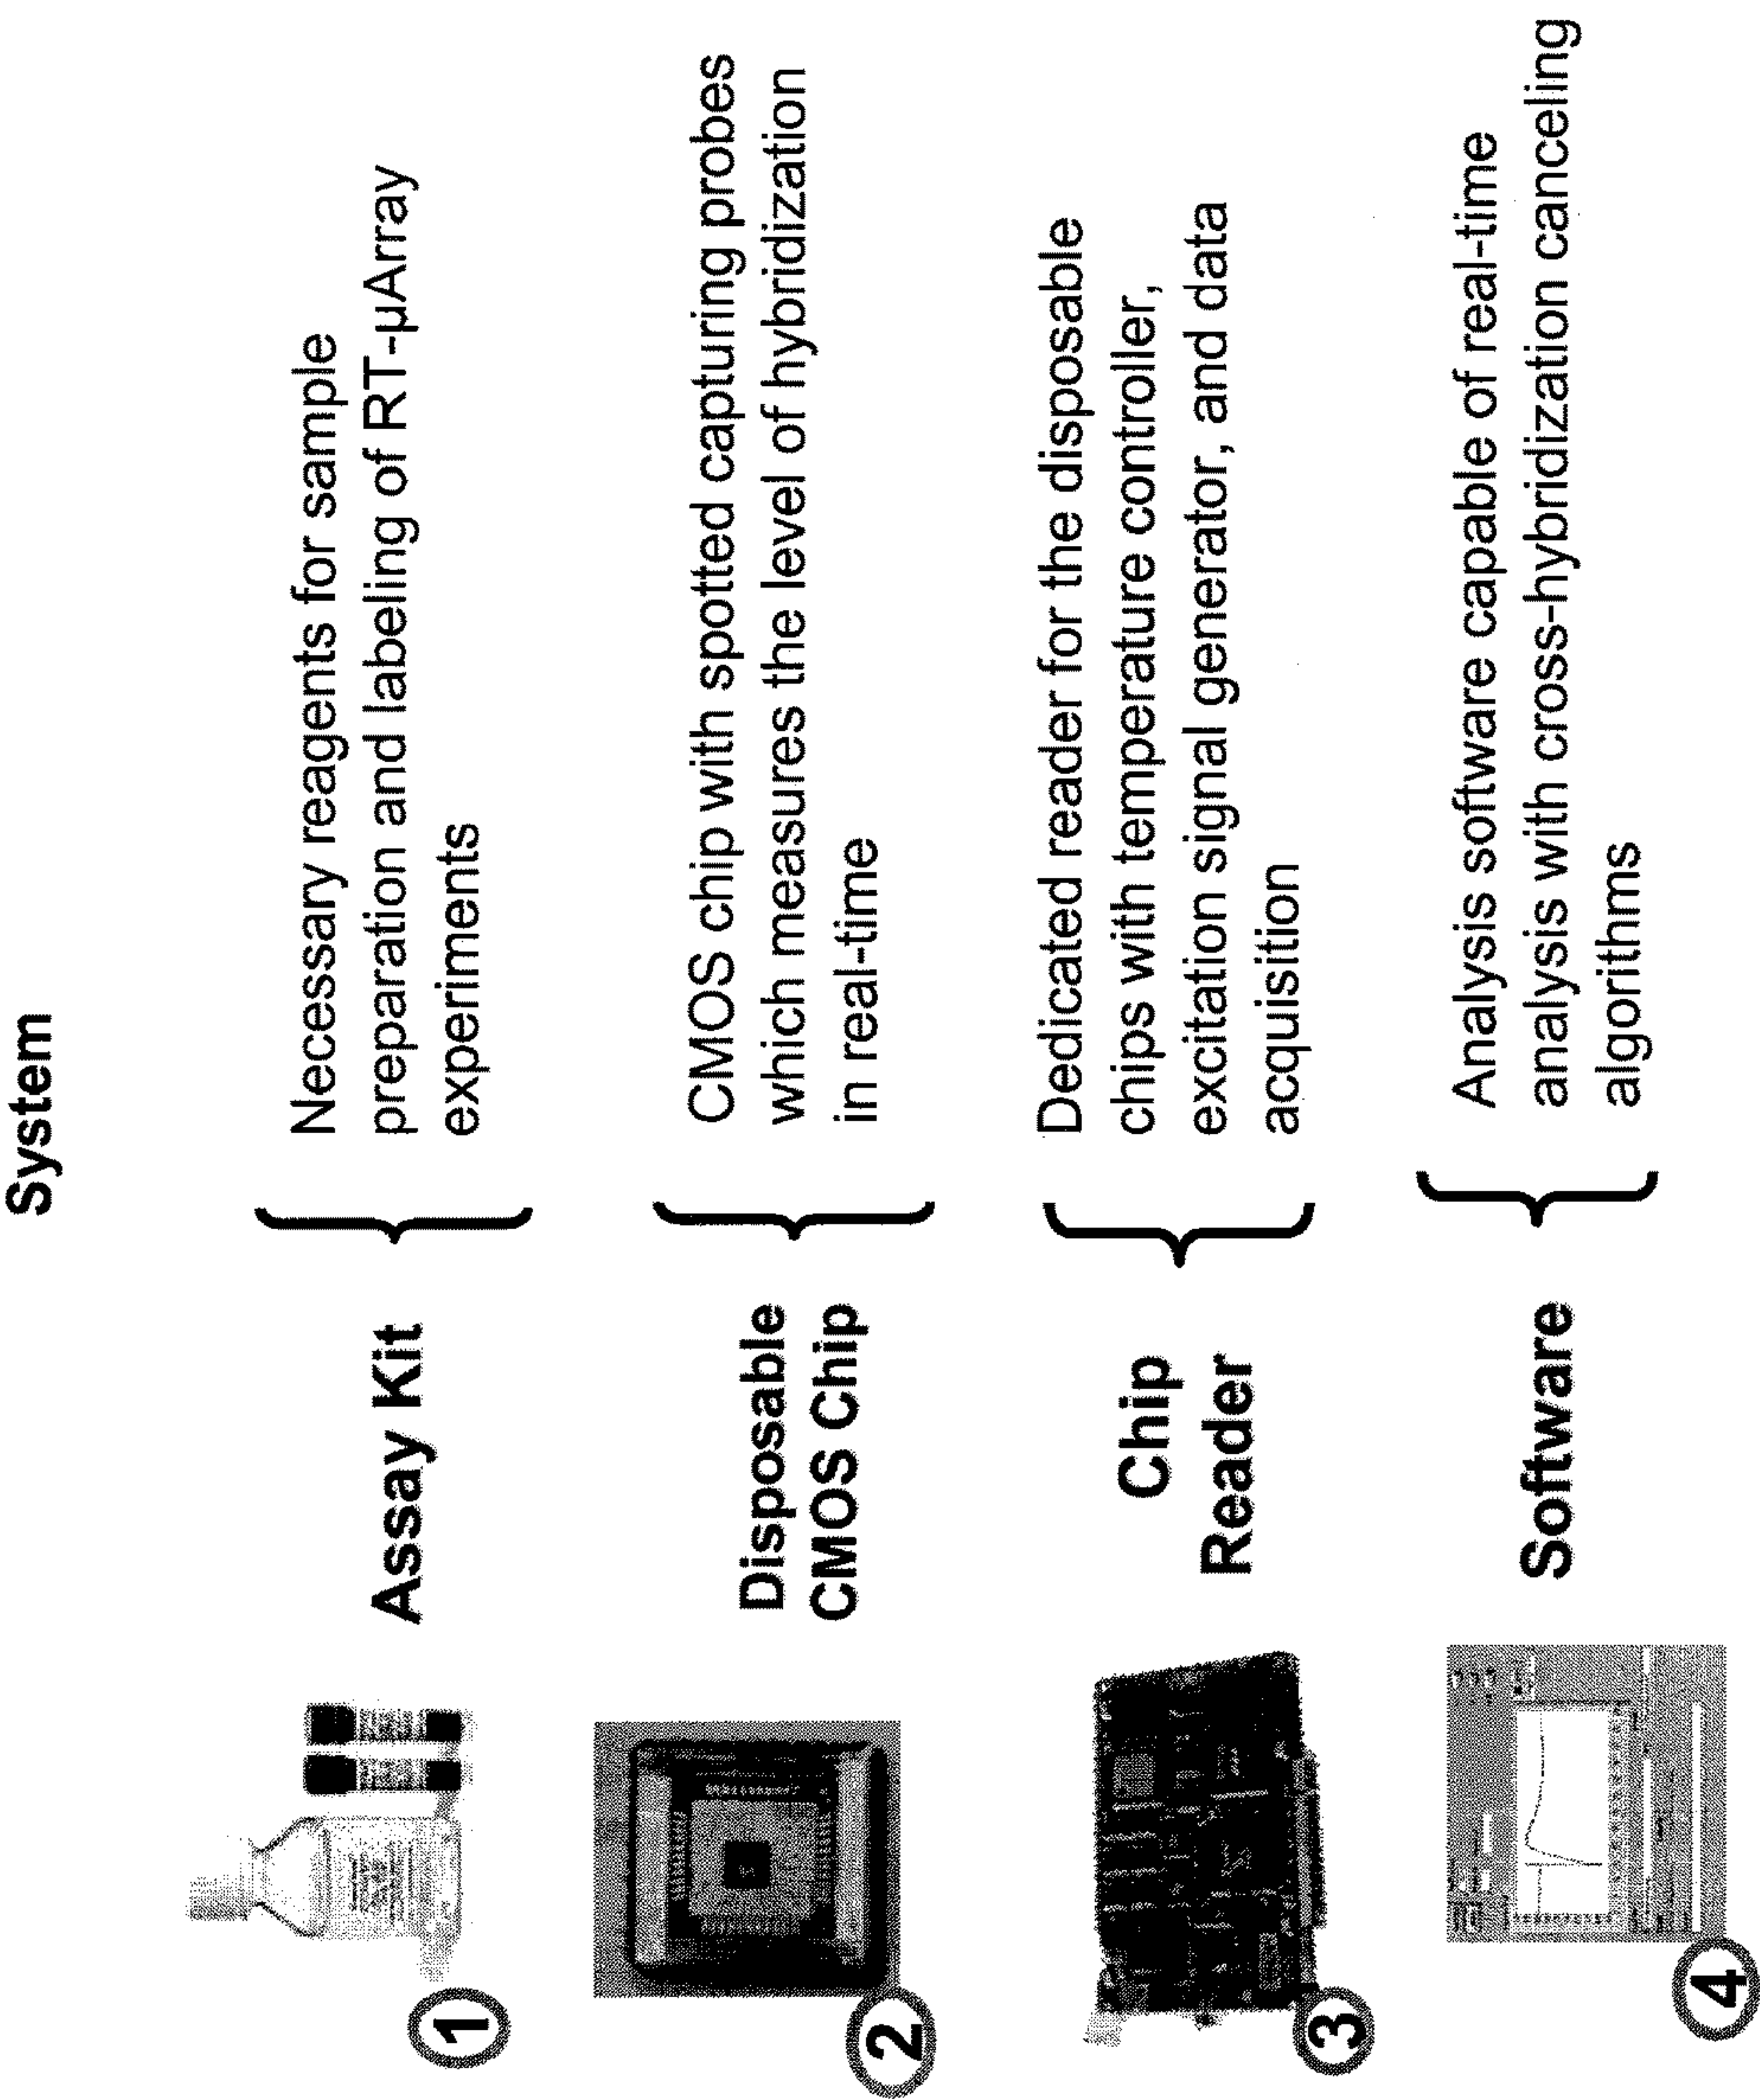 System
1
Assay Kit
Necessary reagents for sample
preparation and labeling of RT-µArray
experiments
2
Disposable
CMOS Chip
CMOS chip with spotted capturing probes
which measures the level of hybridization
in real-time
3
Chip
Reader
Dedicated reader for the disposable
chips with temperature controller,
excitation signal generator, and data
acquisition
4
Software
Analysis software capable of real-time
analysis with cross-hybridization canceling
algorithms